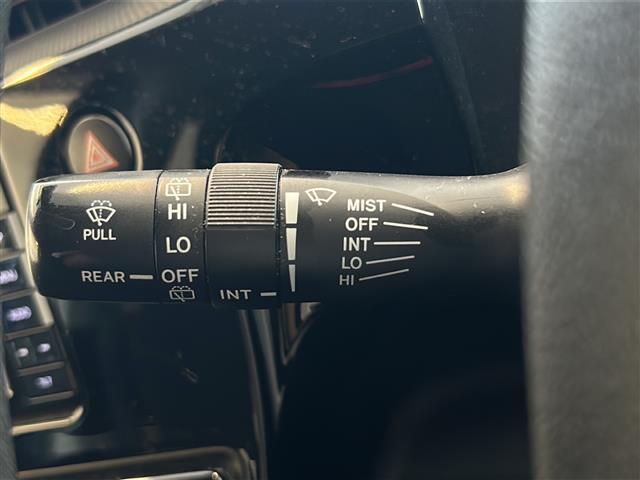 PULL
REAR
HI
LO
OFF
INT
MIST
OFF
INT
LO
HI